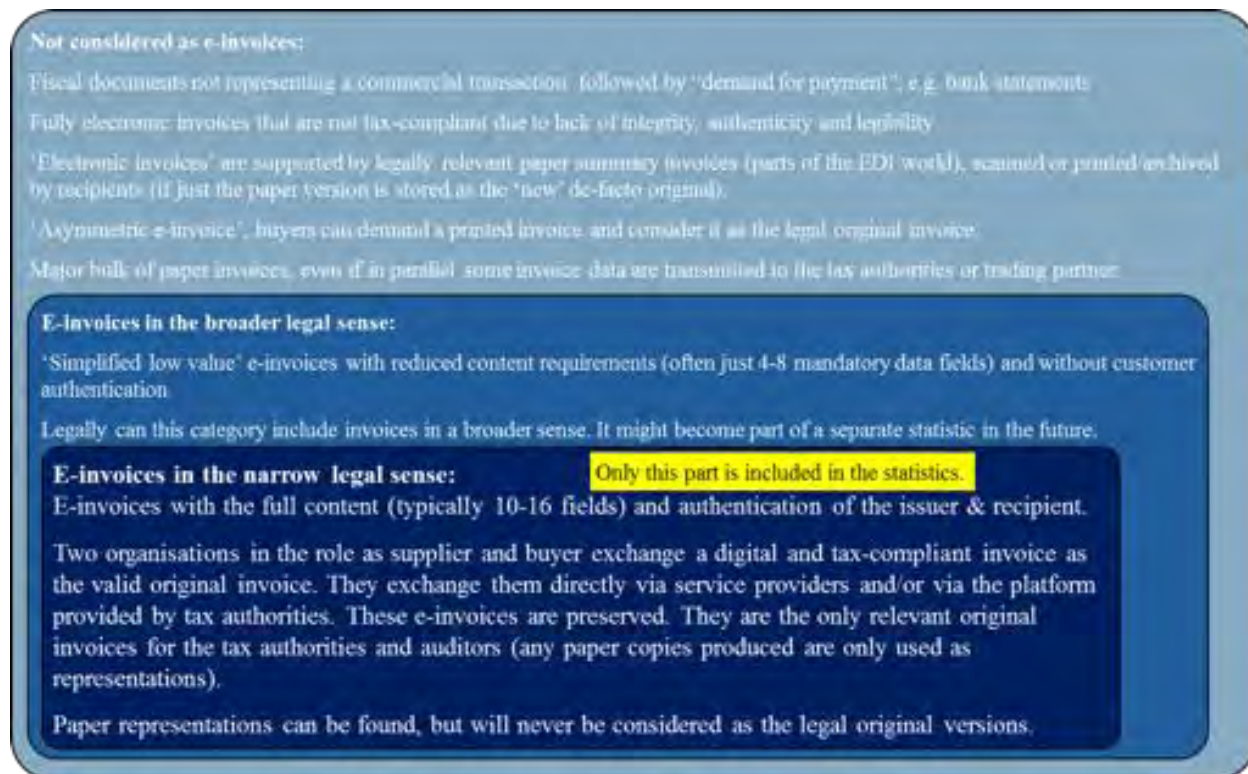 Not considered as e-invoices:
Fiscal documents not representing a commercial transaction followed by “demand for payment”, e.g. bank statements
Fully electronic invoices that are not tax-compliant due to lack of integrity, authenticity and legibility
‘Electronic invoices’ are supported by legally relevant paper summary invoices (parts of the EDI world), scanned or printed/archived
by recipients (if just the paper version is stored as the ‘new’ de-facto original).
‘Asymmetric e-invoice’, buyers can demand a printed invoice and consider it as the legal original invoice.
Major bulk of paper invoices, even if in parallel some invoice data are transmitted to the tax authorities or trading partner.
E-invoices in the broader legal sense:
‘Simplified low value’ e-invoices with reduced content requirements (often just 4-8 mandatory data fields) and without customer
authentication
Legally can this category include invoices in a broader sense. It might become part of a separate statistic in the future.
E-invoices in the narrow legal sense:
Only this part is included in the statistics.
E-invoices with the full content (typically 10-16 fields) and authentication of the issuer & recipient.
Two organisations in the role as supplier and buyer exchange a digital and tax-compliant invoice as
the valid original invoice. They exchange them directly via service providers and/or via the platform
provided by tax authorities. These e-invoices are preserved. They are the only relevant original
invoices for the tax authorities and auditors (any paper copies produced are only used as
representations).
Paper representations can be found, but will never be considered as the legal original versions.